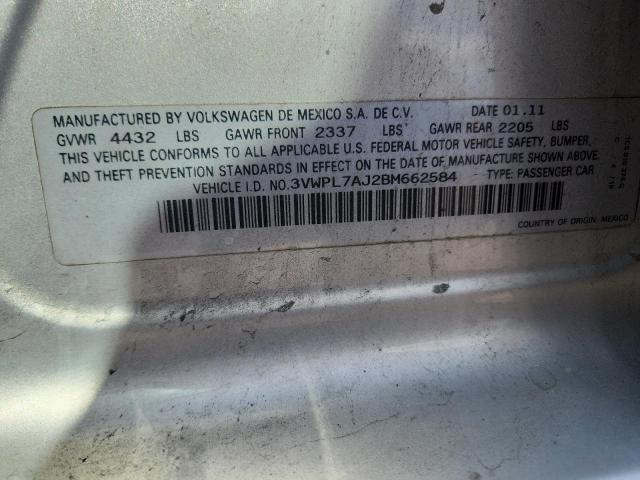 MANUFACTURED BY VOLKSWAGEN DE MEXICO S.A. DE C.V. DATE 01.11
GVWR 4432 LBS GAWR FRONT 2337 LBS GAWR REAR 2205 LBS
THIS VEHICLE CONFORMS TO ALL APPLICABLE U.S. FEDERAL MOTOR VEHICLE SAFETY, BUMPER,
AND THEFT PREVENTION STANDARDS IN EFFECT ON THE DATE OF MANUFACTURE SHOWN ABOVE.
VEHICLE I.D. NO. 3VWPL7AJ2BM662584 TYPE: PASSENGER CAR
COUNTRY OF ORIGIN: MEXICO